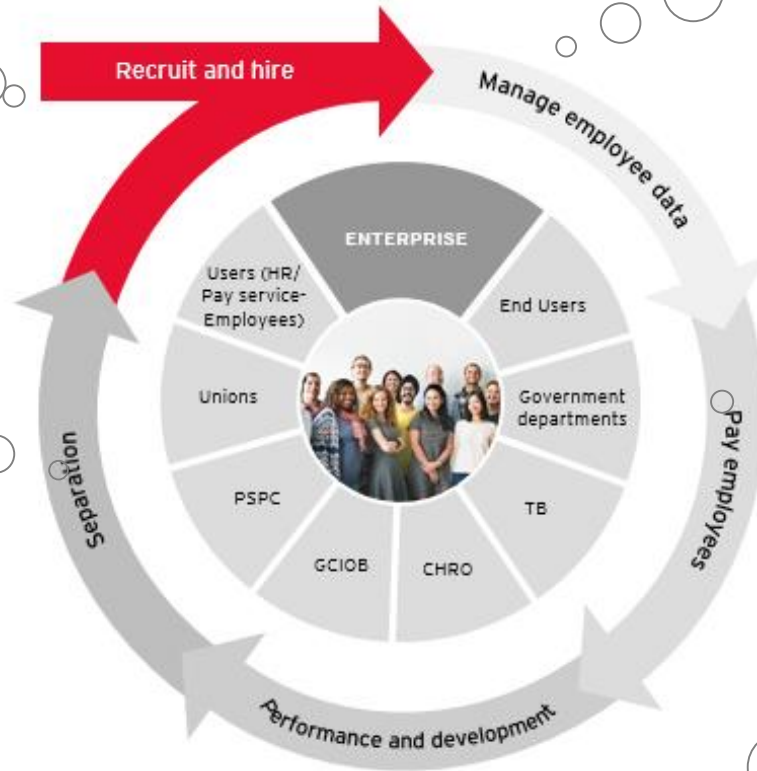 Recruit and hire
Manage employee data
Pay employees
Performance and development
Separation
ENTERPRISE
End Users
Government
departments
TB
CHRO
GCIOB
PSPC
Unions
Users (HR/
Pay service-
Employees)